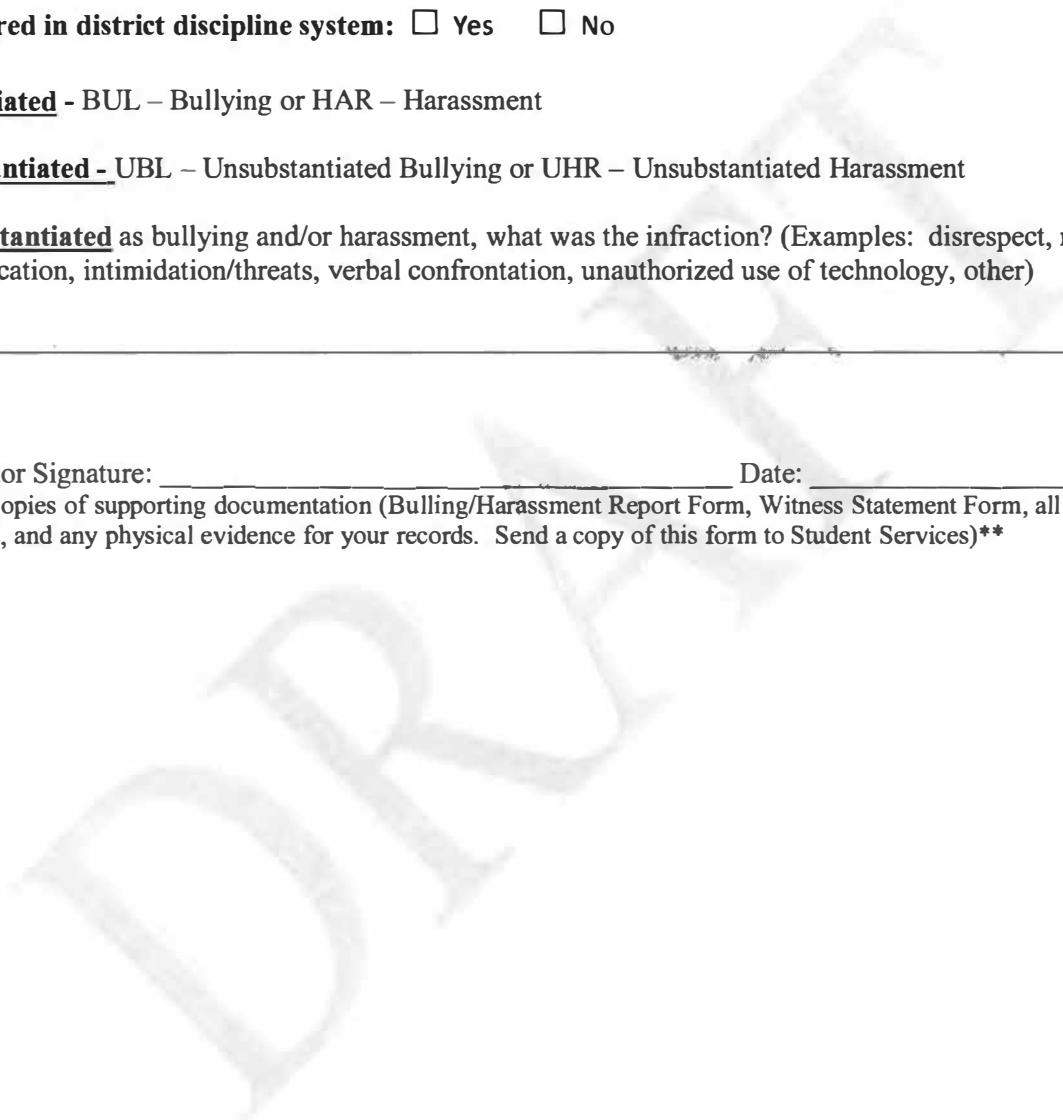 red in district discipline system: ☐ Yes ☐ No
iated - BUL – Bullying or HAR – Harassment
antiated - UBL – Unsubstantiated Bullying or UHR – Unsubstantiated Harassment
tantiated as bullying and/or harassment, what was the infraction? (Examples: disrespect,
cation, intimidation/threats, verbal confrontation, unauthorized use of technology, other)
or Signature: ____________________ Date: ____________________
opies of supporting documentation (Bulling/Harassment Report Form, Witness Statement Form, all
, and any physical evidence for your records. Send a copy of this form to Student Services)**
DRAFT